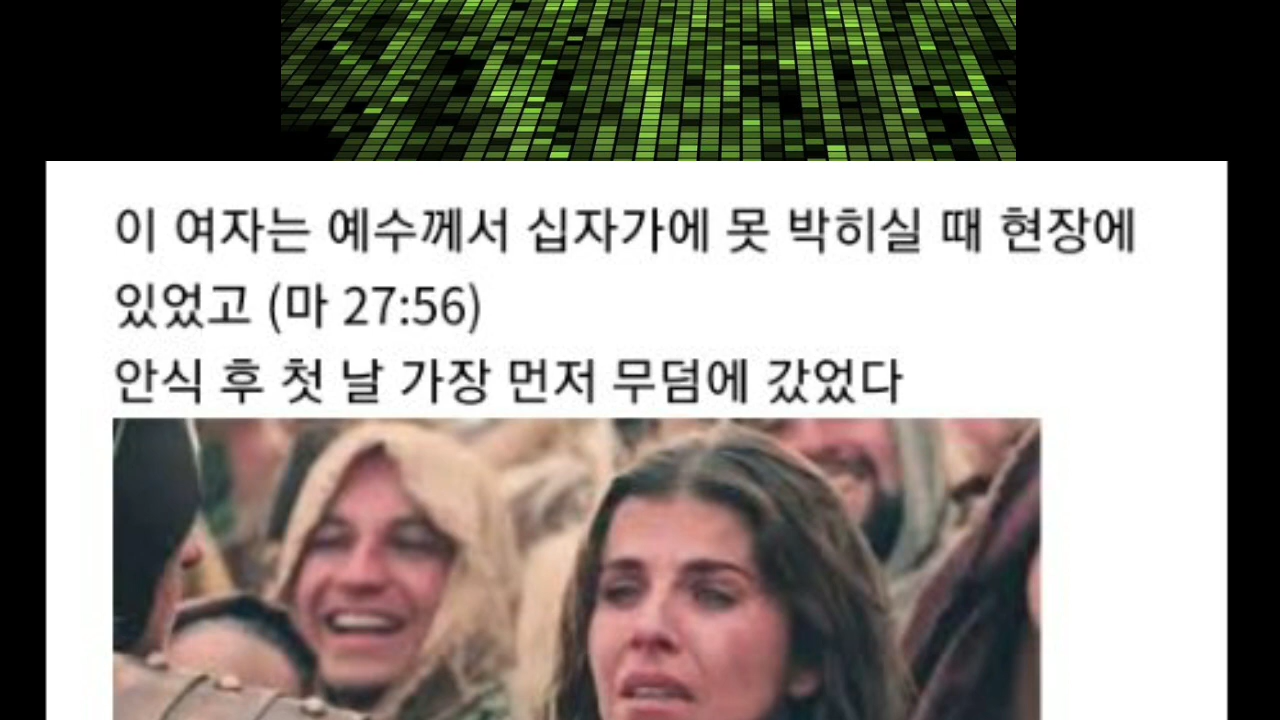 이 여자는 예수께서 십자가에 못 박히실 때 현장에
있었고 (마 27:56)
안식 후 첫 날 가장 먼저 무덤에 갔었다